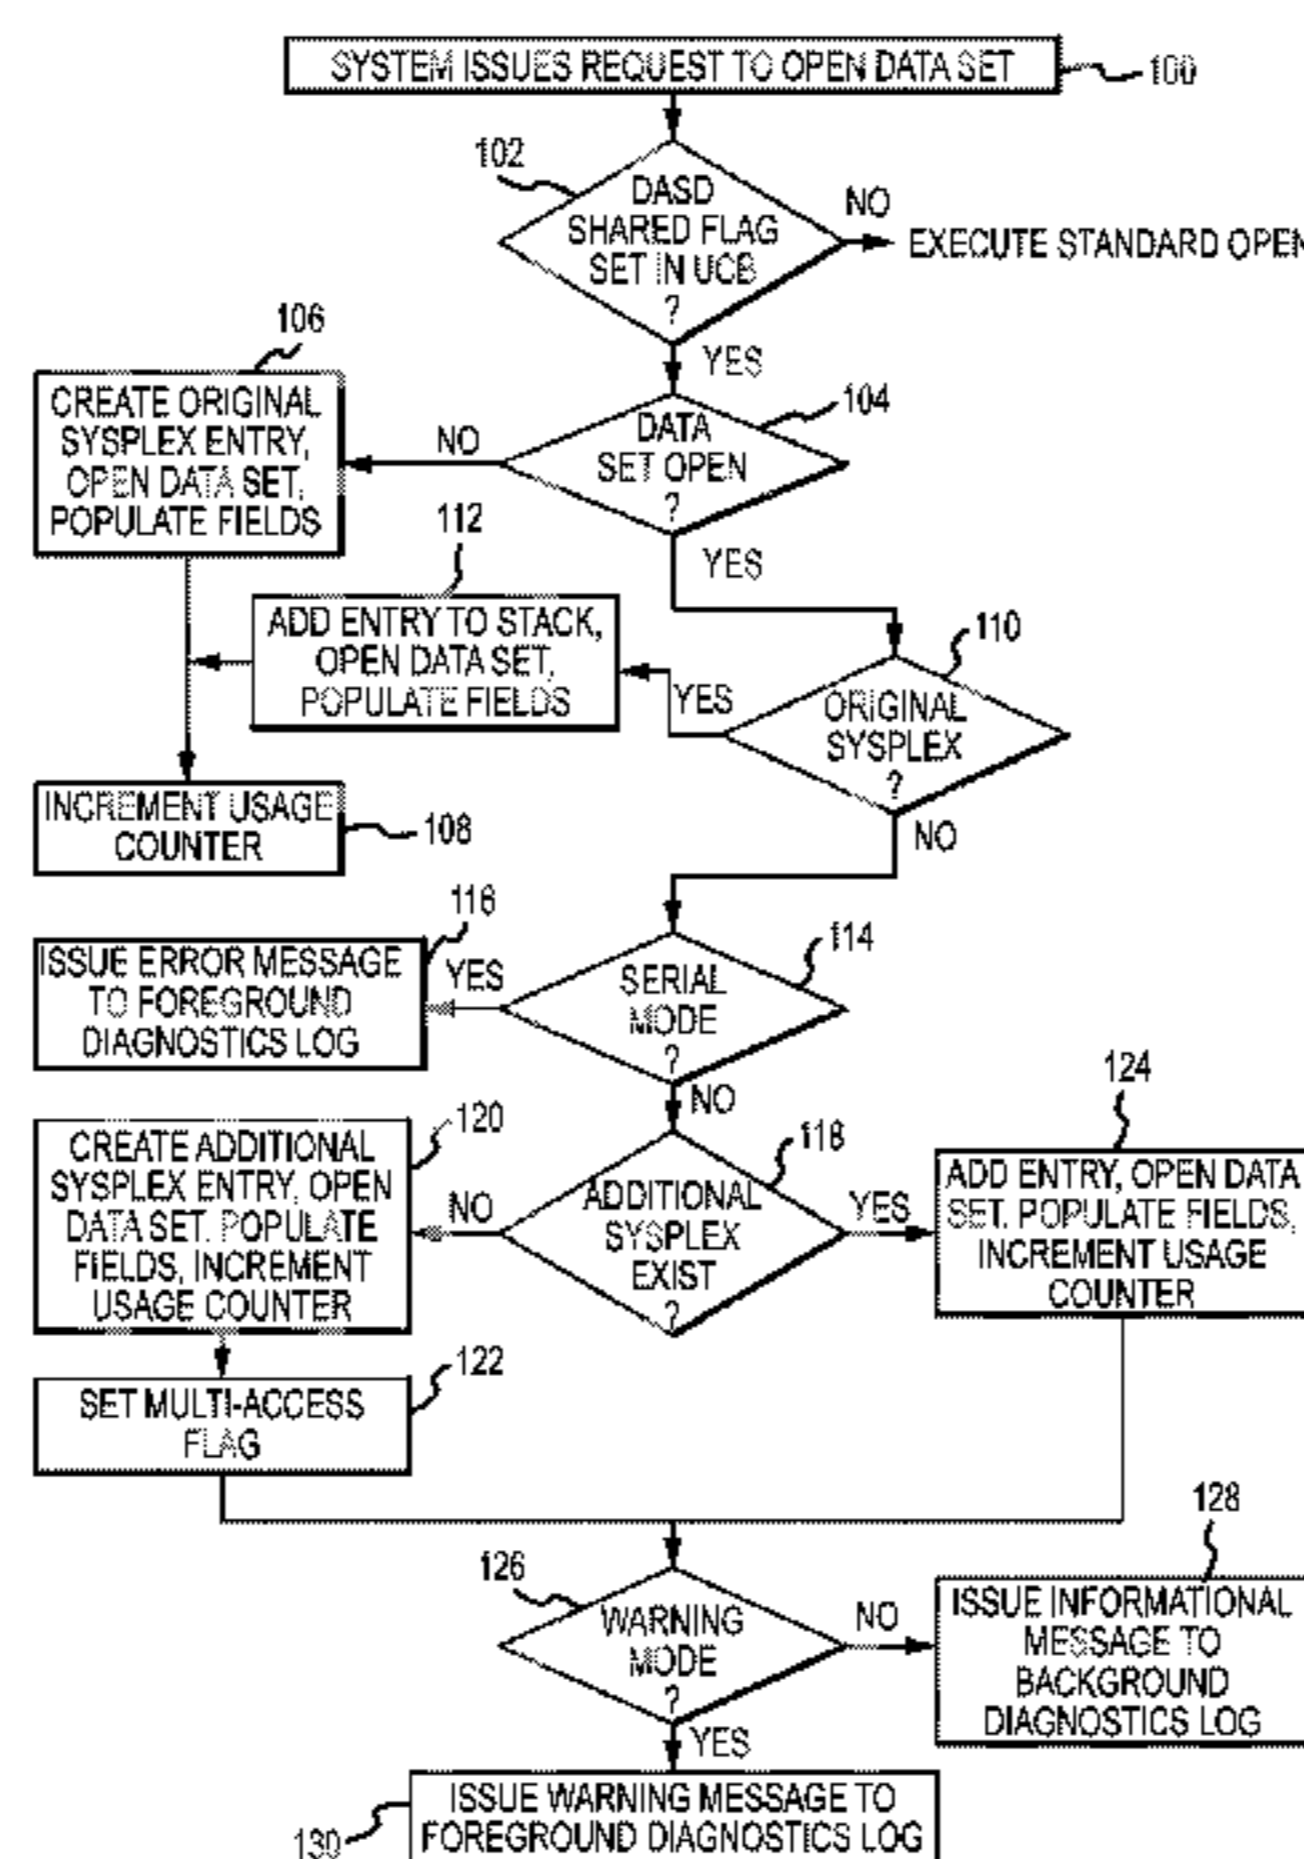 SYSTEM ISSUES REQUEST TO OPEN DATA SET
100
102
DASD
SHARED FLAG
SET IN UCB
?
NO
EXECUTE STANDARD OPEN
YES
106
CREATE ORIGINAL
SYSPLEX ENTRY,
OPEN DATA SET,
POPULATE FIELDS
NO
104
DATA
SET OPEN
?
YES
112
ADD ENTRY TO STACK,
OPEN DATA SET,
POPULATE FIELDS
YES
110
ORIGINAL
SYSPLEX
?
NO
INCREMENT USAGE
COUNTER
108
116
ISSUE ERROR MESSAGE
TO FOREGROUND
DIAGNOSTICS LOG
YES
114
SERIAL
MODE
?
NO
120
CREATE ADDITIONAL
SYSPLEX ENTRY, OPEN
DATA SET, POPULATE
FIELDS, INCREMENT
USAGE COUNTER
NO
118
ADDITIONAL
SYSPLEX
EXIST
?
YES
124
ADD ENTRY, OPEN DATA
SET, POPULATE FIELDS,
INCREMENT USAGE
COUNTER
122
SET MULTI-ACCESS
FLAG
126
WARNING
MODE
?
NO
128
ISSUE INFORMATIONAL
MESSAGE TO
BACKGROUND
DIAGNOSTICS LOG
YES
130
ISSUE WARNING MESSAGE TO
FOREGROUND DIAGNOSTICS LOG